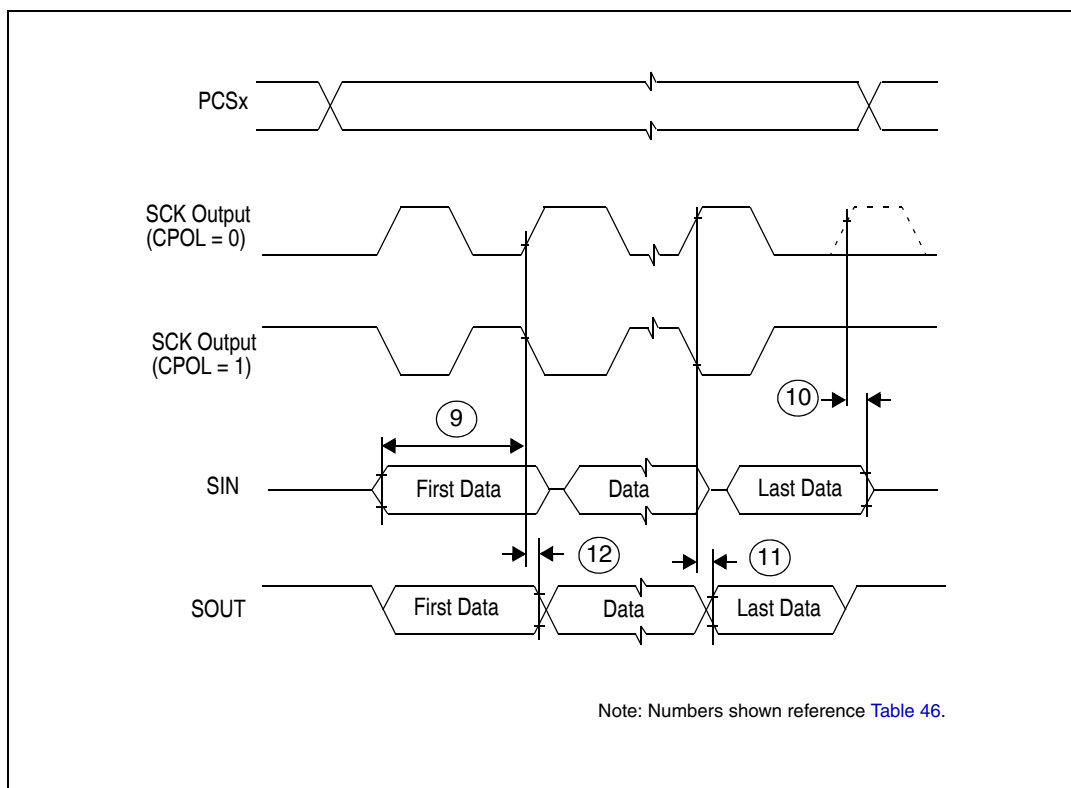 PCSx
SCK Output
(CPOL = 0)
SCK Output
(CPOL = 1)
10
9
SIN
First Data
Data
Last Data
12
11
SOUT
First Data
Data
Last Data
Note: Numbers shown reference Table 46.